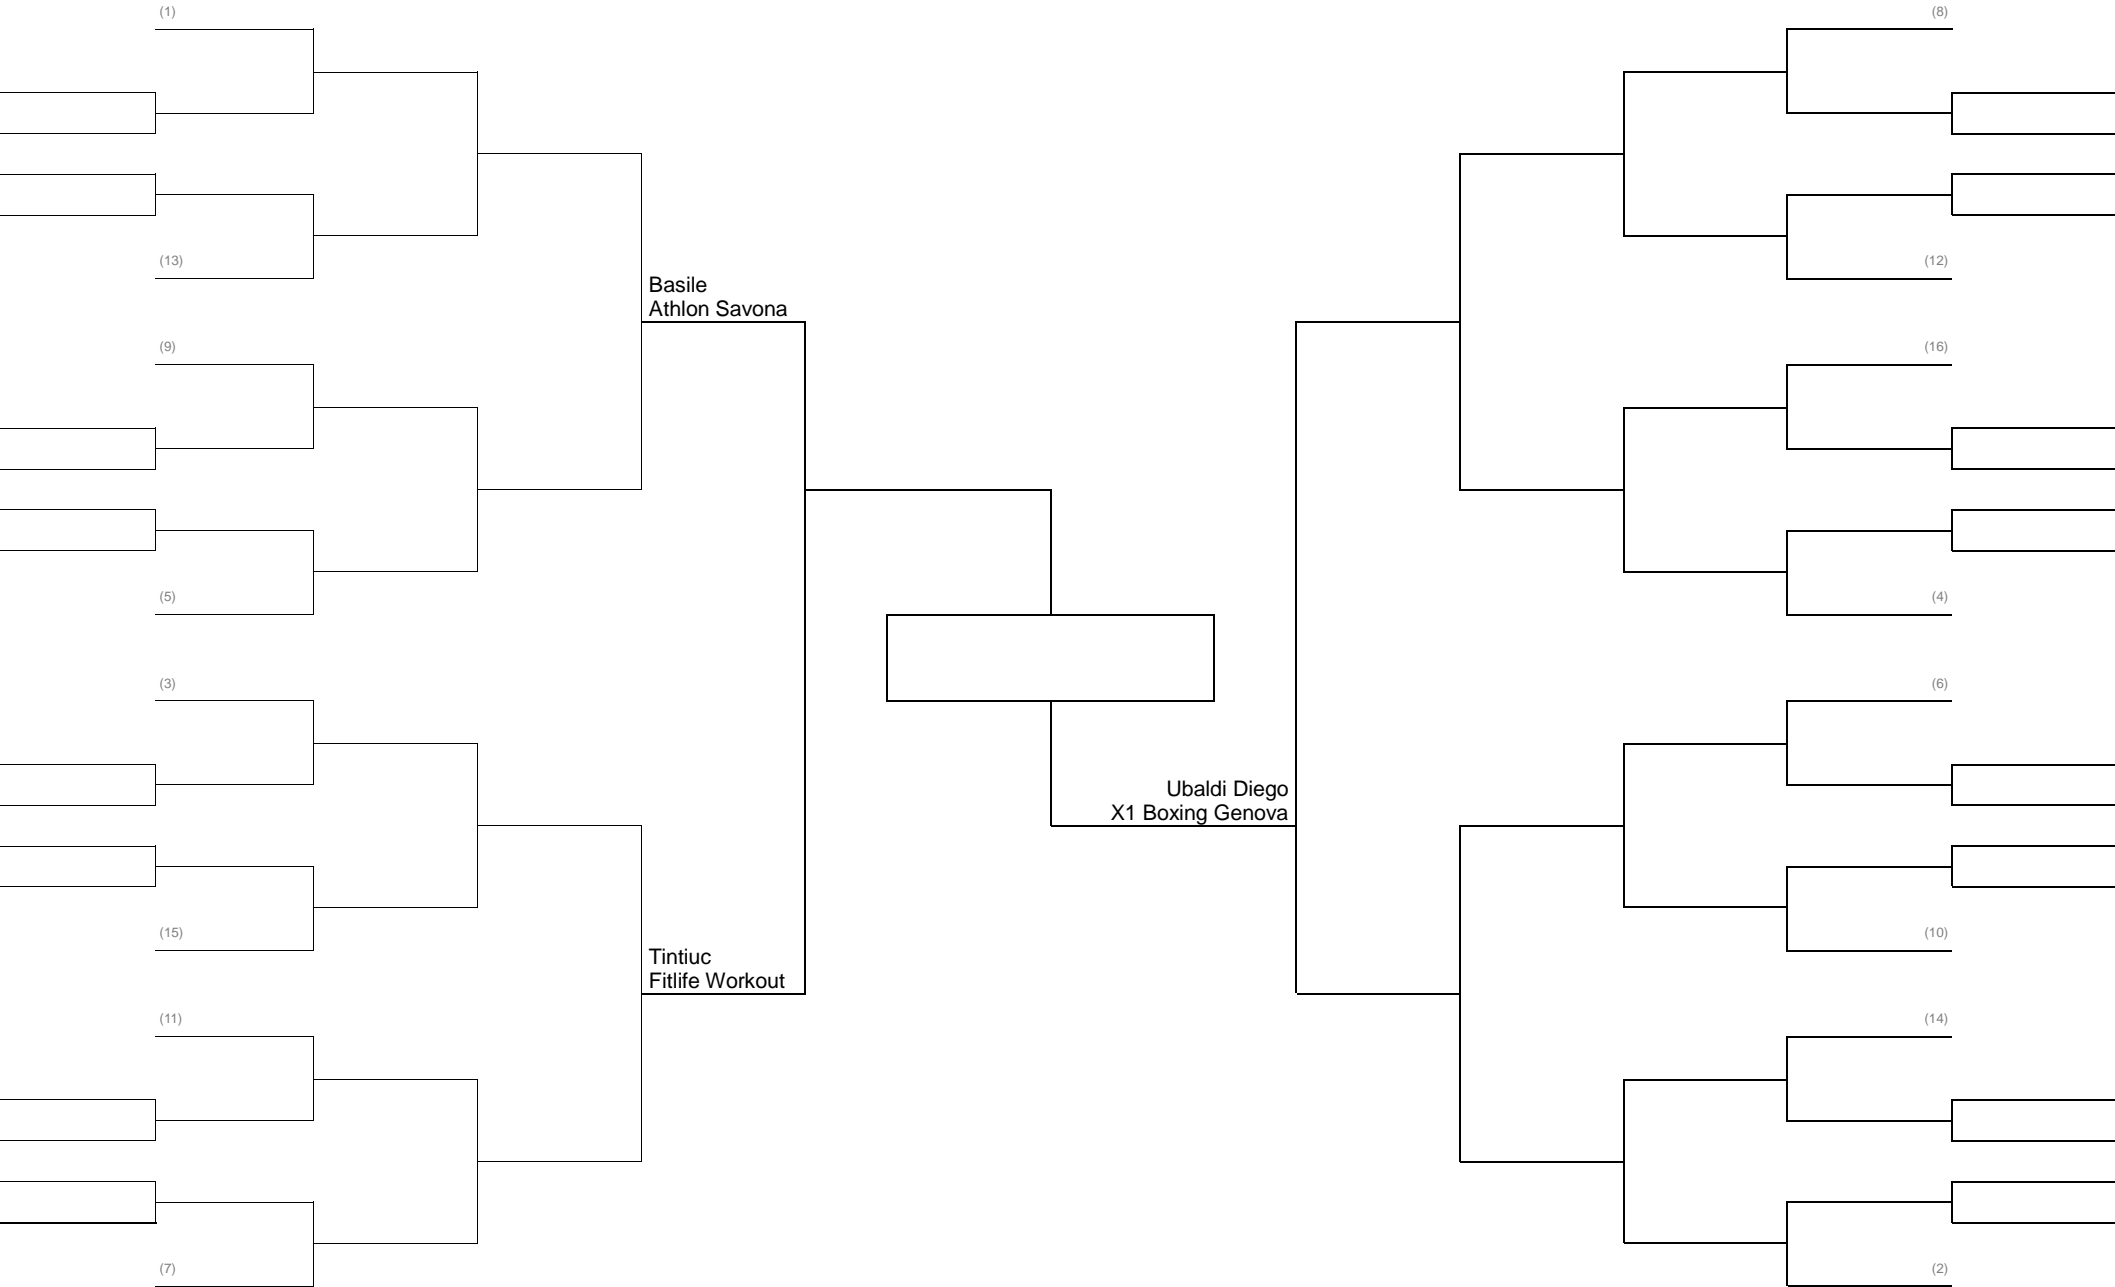 (1)
(8)
(13)
(12)
Basile
Athlon Savona
(9)
(16)
(5)
(4)
(3)
(6)
Ubaldi Diego
X1 Boxing Genova
(15)
(10)
Tintiuc
Fitlife Workout
(11)
(14)
(7)
(2)